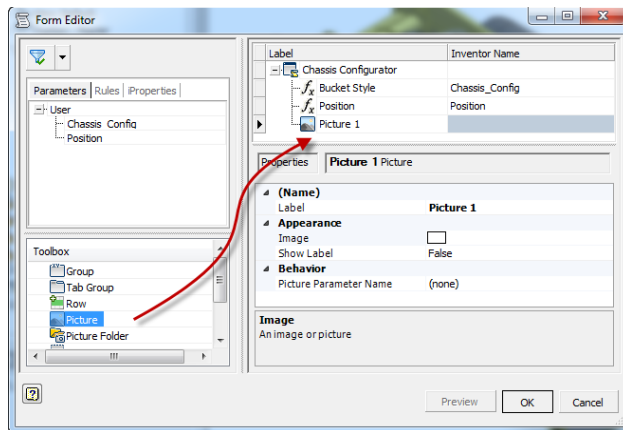 Form Editor
Parameters Rules iProperties
User
Chassis_Config
Position
Toolbox
Group
Tab Group
Row
Picture
Picture Folder
Label Inventor Name
Chassis Configurator
fx Bucket Style Chassis_Config
fx Position Position
Picture 1
Properties Picture 1 Picture
(Name)
Label Picture 1
Appearance
Image
Show Label False
Behavior
Picture Parameter Name (none)
Image
An image or picture
Preview OK Cancel